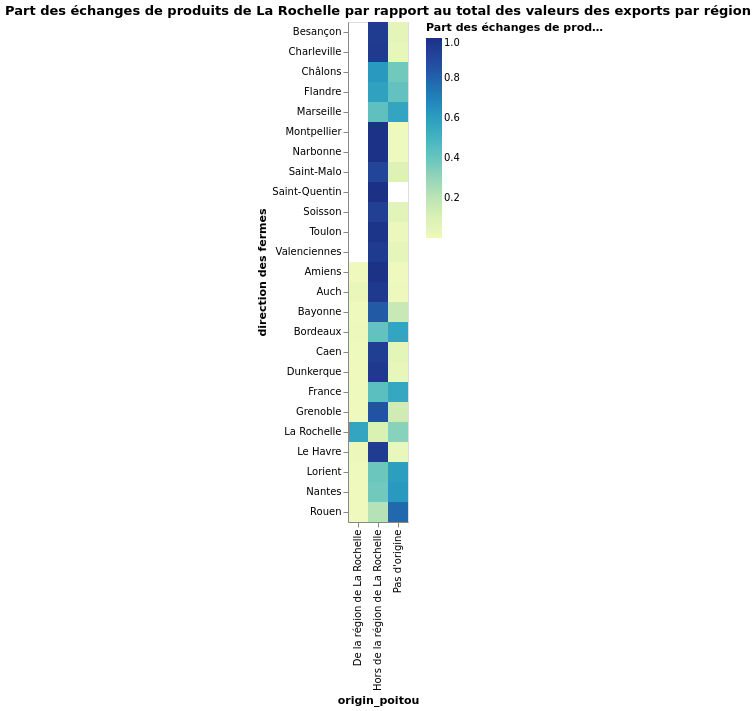 Part des échanges de produits de La Rochelle par rapport au total des valeurs des exports par région
Part des échanges de prod…
1.0
0.8
0.6
0.4
0.2
direction des fermes
Besançon
Charleville
Châlons
Flandre
Marseille
Montpellier
Narbonne
Saint-Malo
Saint-Quentin
Soisson
Toulon
Valenciennes
Amiens
Auch
Bayonne
Bordeaux
Caen
Dunkerque
France
Grenoble
La Rochelle
Le Havre
Lorient
Nantes
Rouen
De la région de La Rochelle
Hors de la région de La Rochelle
Pas d'origine
origin_poitou